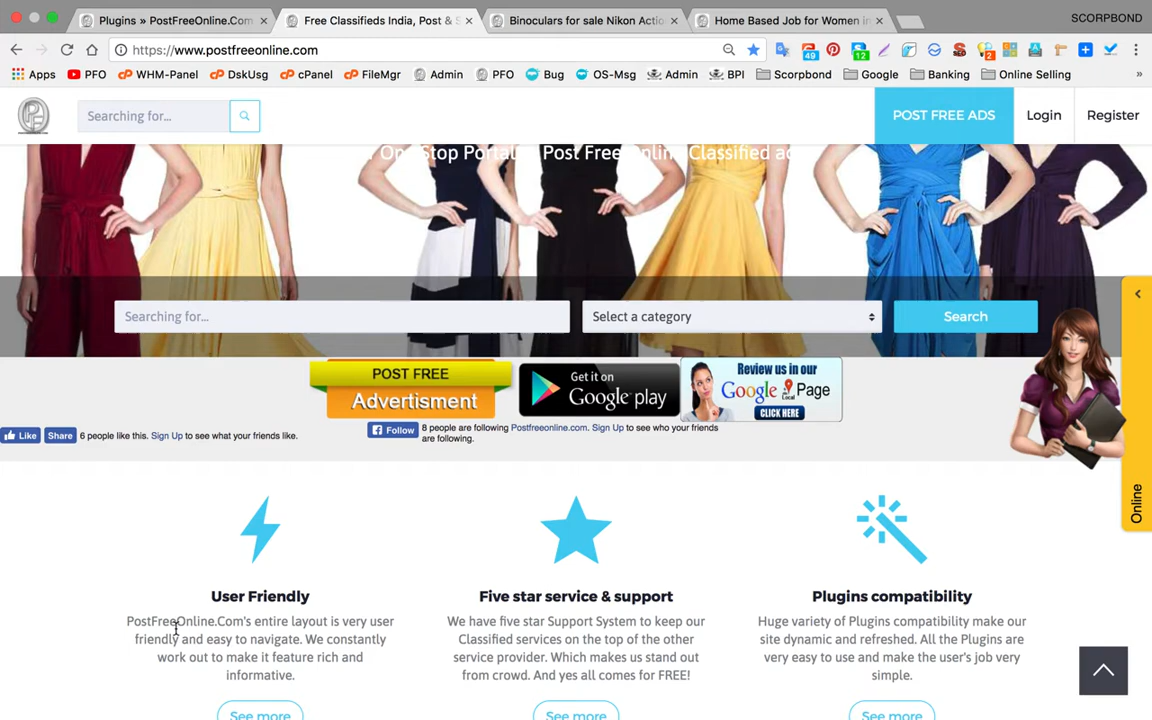 Plugins » PostFreeOnline.Com
Free Classifieds India, Post & S
Binoculars for sale Nikon Actio
Home Based Job for Women in
SCORPBOND
https://www.postfreeonline.com
49
12
2
Apps
PFO
WHM-Panel
DskUsg
cPanel
FileMgr
Admin
PFO
Bug
OS-Msg
Admin
BPI
Scorpbond
Google
Banking
Online Selling
»
Searching for...
POST FREE ADS
Login
Register
One Stop Portal
Post Free Online Classified ad
Searching for...
Select a category
Search
POST FREE
Advertisment
Get it on
Google play
Review us in our
Google Local Page
CLICK HERE
Like
Share
6 people like this. Sign Up to see what your friends like.
Follow
8 people are following Postfreeonline.com. Sign Up to see who your friends
are following.
Online
User Friendly
PostFreeOnline.Com's entire layout is very user
friendly and easy to navigate. We constantly
work out to make it feature rich and
informative.
See more
Five star service & support
We have five star Support System to keep our
Classified services on the top of the other
service provider. Which makes us stand out
from crowd. And yes all comes for FREE!
See more
Plugins compatibility
Huge variety of Plugins compatibility make our
site dynamic and refreshed. All the Plugins are
very easy to use and make the user's job very
simple.
See more